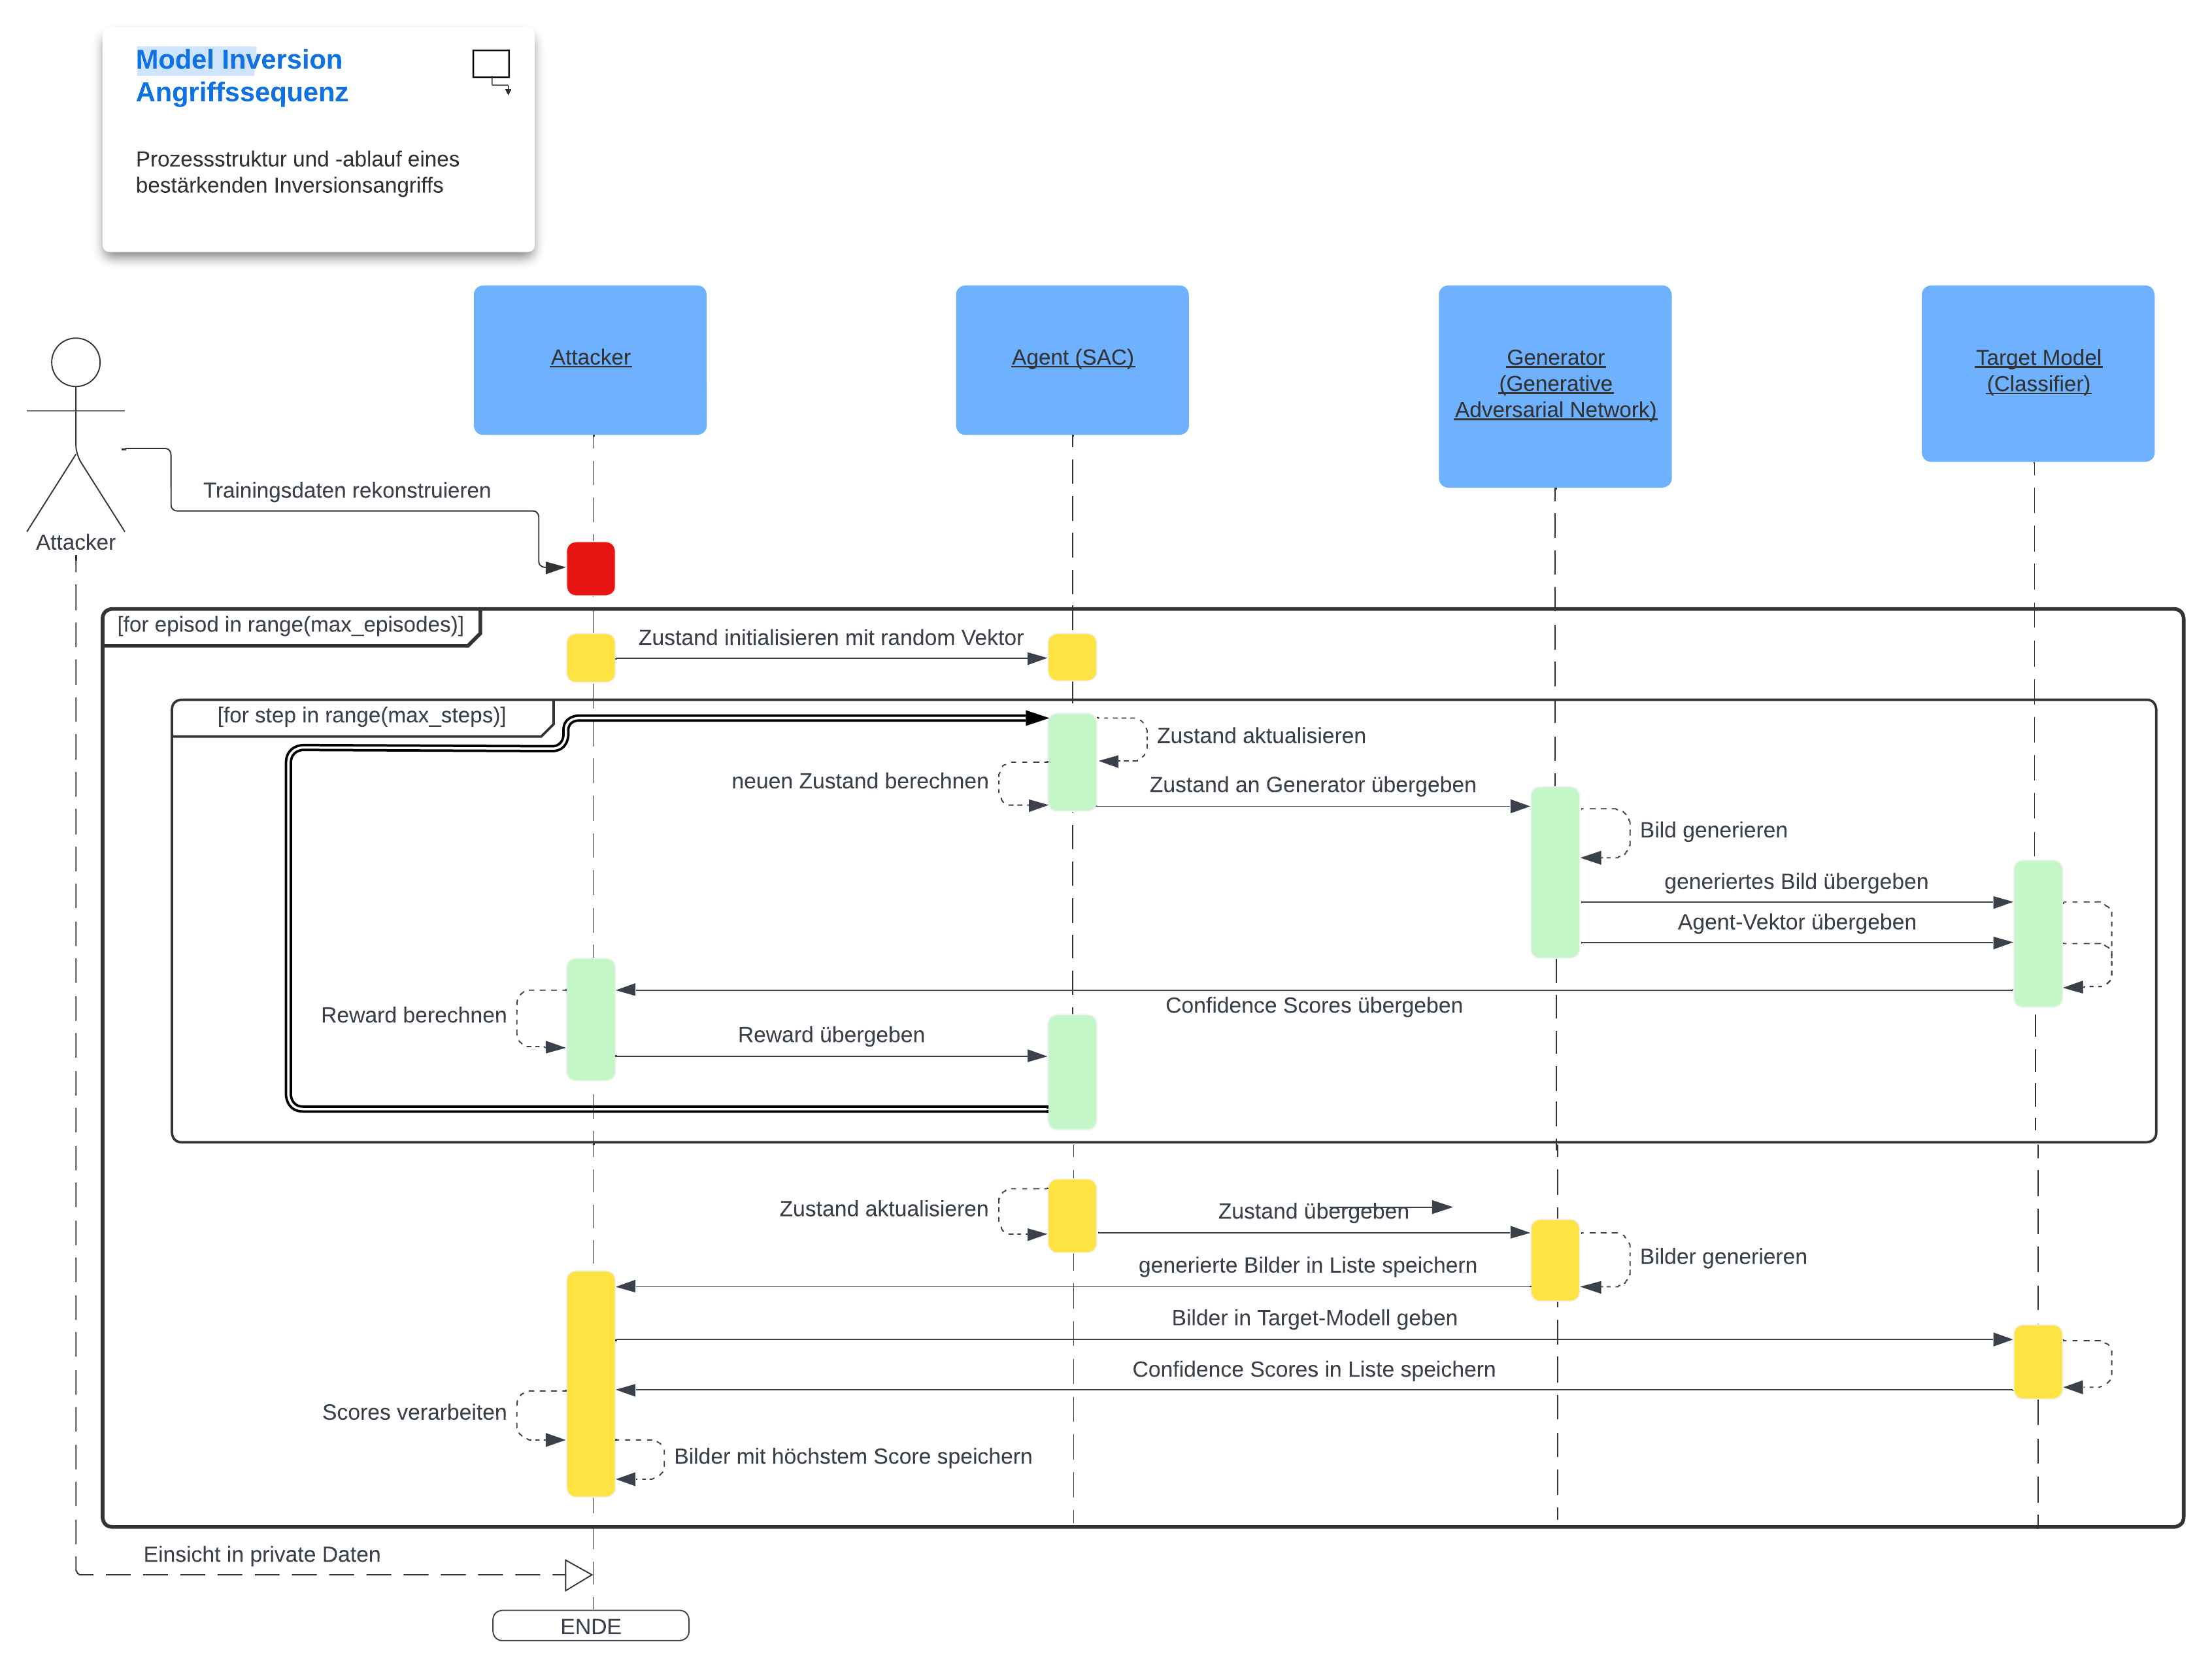 Model Inversion
Angriffssequenz
Prozessstruktur und -ablauf eines
bestärkenden Inversionsangriffs
Attacker
Agent (SAC)
Generator
(Generative
Adversarial Network)
Target Model
(Classifier)
Trainingsdaten rekonstruieren
Attacker
[for episod in range(max_episodes)]
Zustand initialisieren mit random Vektor
[for step in range(max_steps)]
Zustand aktualisieren
neuen Zustand berechnen
Zustand an Generator übergeben
Bild generieren
generiertes Bild übergeben
Agent-Vektor übergeben
Confidence Scores übergeben
Reward berechnen
Reward übergeben
Zustand aktualisieren
Zustand übergeben
Bilder generieren
generierte Bilder in Liste speichern
Bilder in Target-Modell geben
Confidence Scores in Liste speichern
Scores verarbeiten
Bilder mit höchstem Score speichern
Einsicht in private Daten
ENDE